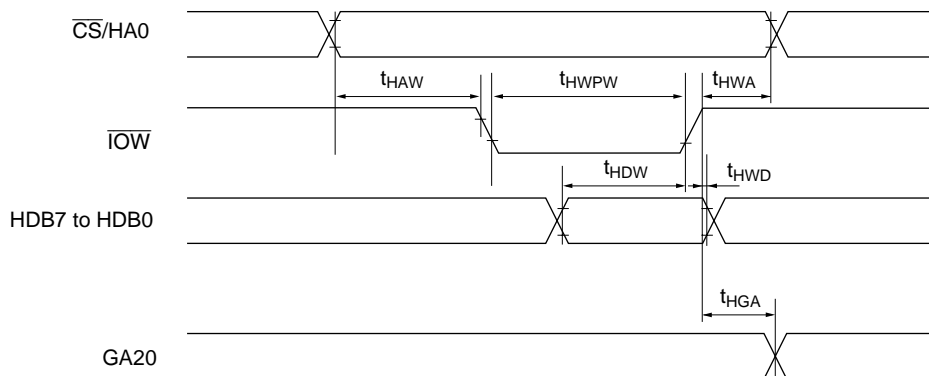 CS/HA0
tHAW
tHWPW
tHWA
IOW
tHDW
tHWD
HDB7 to HDB0
tHGA
GA20